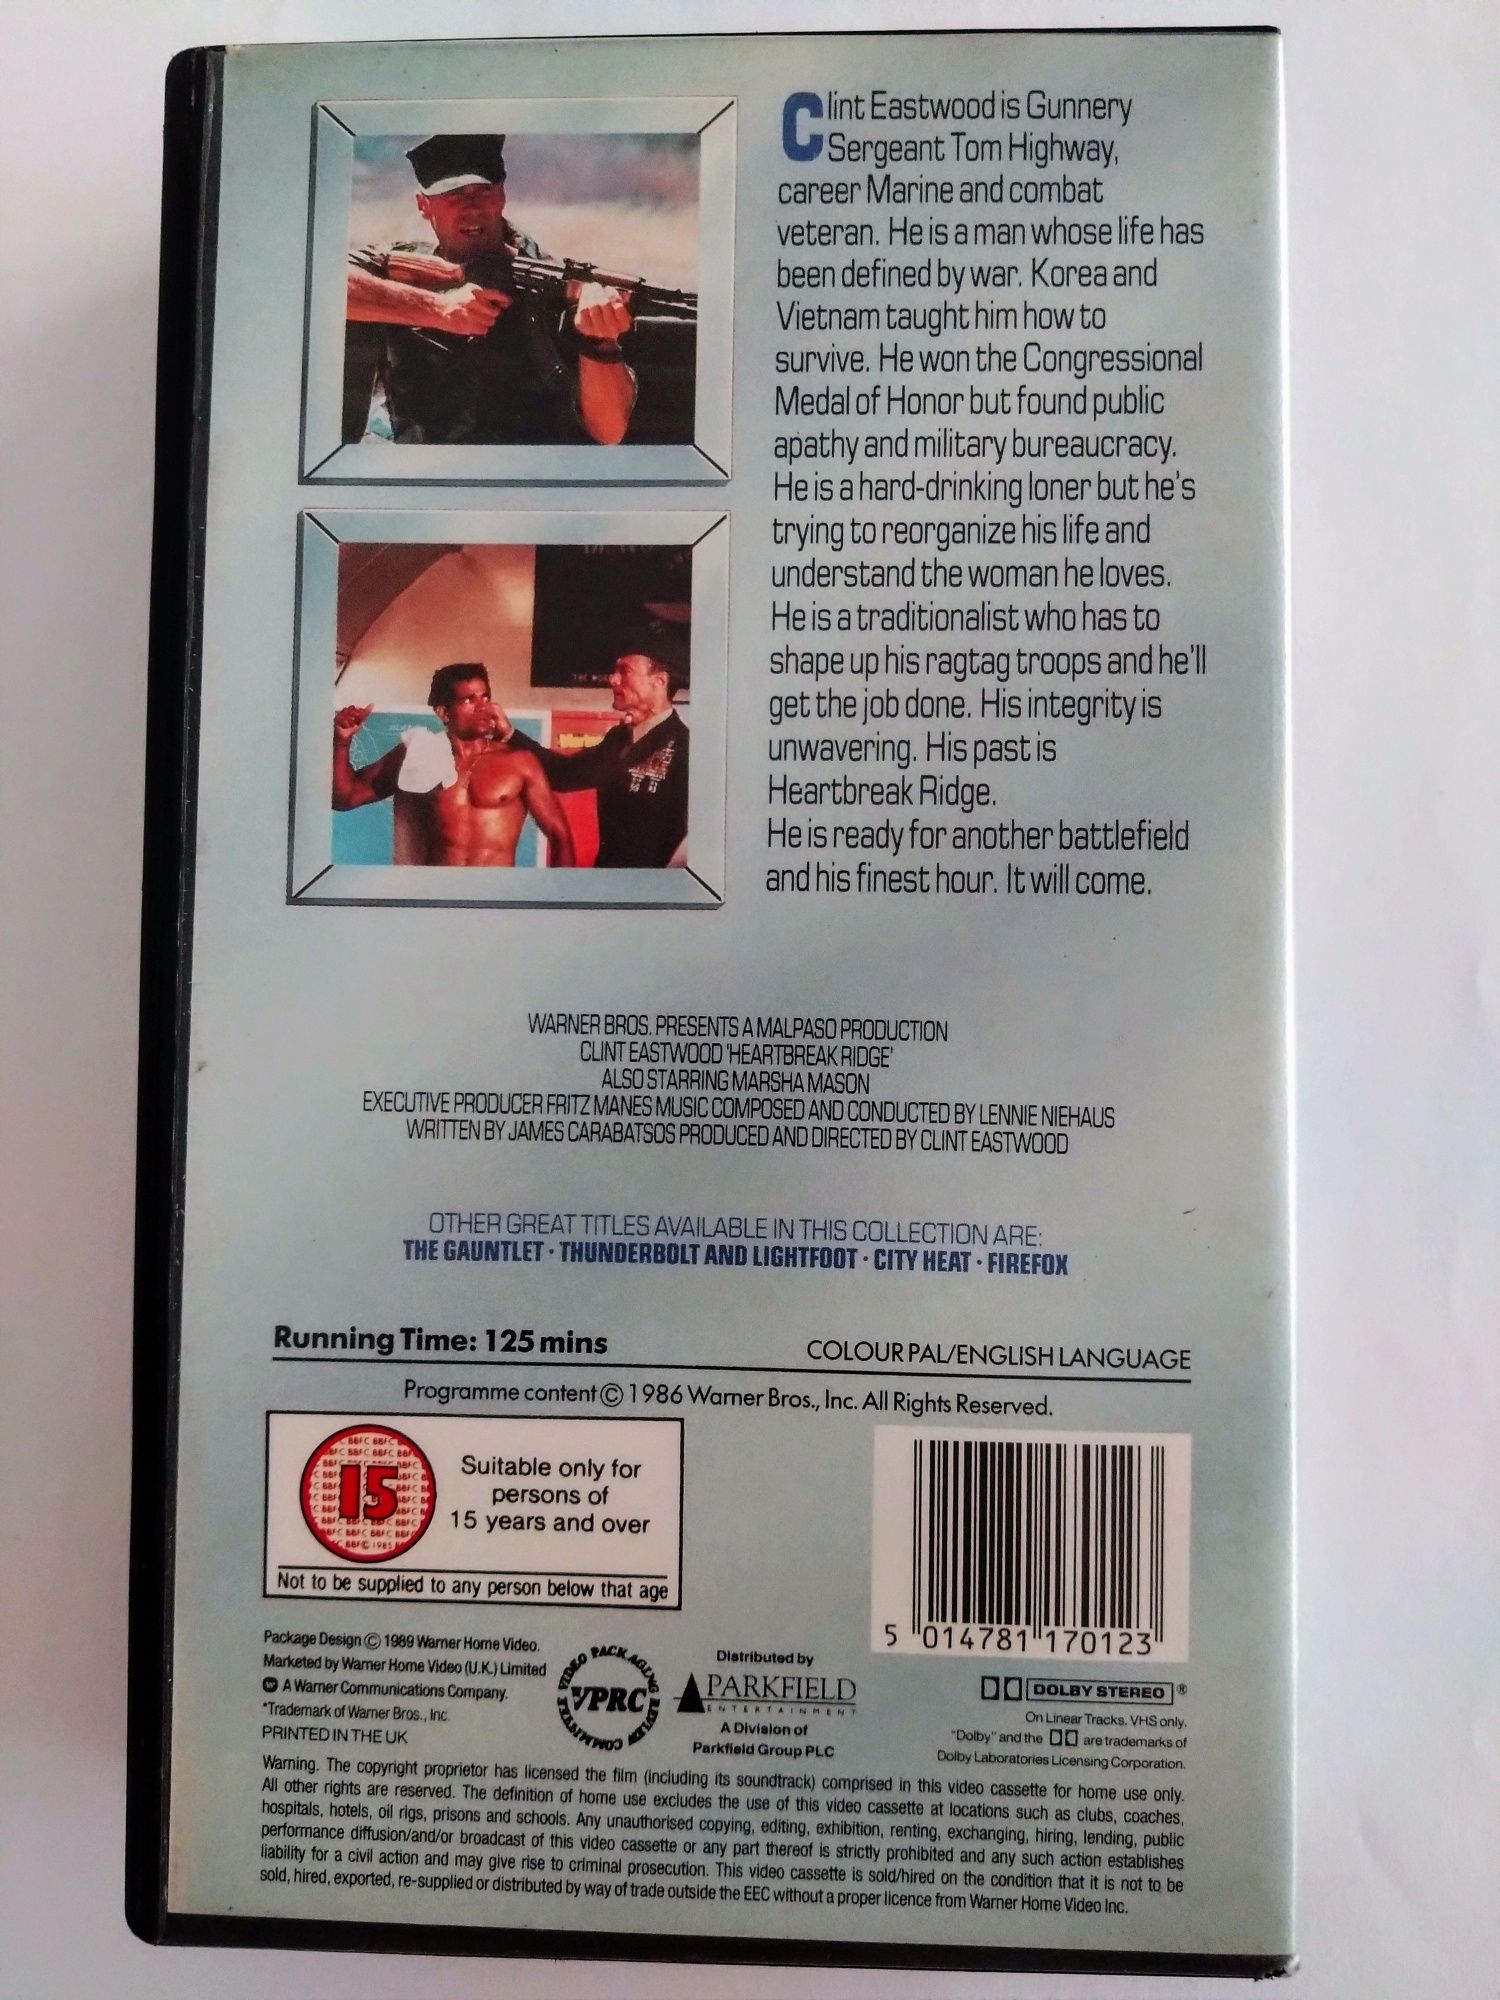 Clint Eastwood is Gunnery
Sergeant Tom Highway,
career Marine and combat
veteran. He is a man whose life has
been defined by war. Korea and
Vietnam taught him how to
survive. He won the Congressional
Medal of Honor but found public
apathy and military bureaucracy.
He is a hard-drinking loner but he's
trying to reorganize his life and
understand the woman he loves.
He is a traditionalist who has to
shape up his ragtag troops and he'll
get the job done. His integrity is
unwavering. His past is
Heartbreak Ridge.
He is ready for another battlefield
and his finest hour. It will come.
WARNER BROS. PRESENTS A MALPASO PRODUCTION
CLINT EASTWOOD 'HEARTBREAK RIDGE'
ALSO STARRING MARSHA MASON
EXECUTIVE PRODUCER FRITZ MANES MUSIC COMPOSED AND CONDUCTED BY LENNIE NIEHAUS
WRITTEN BY JAMES CARABATSOS PRODUCED AND DIRECTED BY CLINT EASTWOOD
OTHER GREAT TITLES AVAILABLE IN THIS COLLECTION ARE:
THE GAUNTLET · THUNDERBOLT AND LIGHTFOOT · CITY HEAT · FIREFOX
Running Time: 125 mins
COLOUR PAL/ENGLISH LANGUAGE
Programme content © 1986 Warner Bros., Inc. All Rights Reserved.
15
Suitable only for
persons of
15 years and over
Not to be supplied to any person below that age
5 014781 170123
Package Design © 1989 Warner Home Video.
Marketed by Warner Home Video (U.K.) Limited
A Warner Communications Company.
*Trademark of Warner Bros., Inc
PRINTED IN THE UK
VIDEO PACKAGING REVIEW COMMITTEE
VPRC
Distributed by
PARKFIELD
ENTERTAINMENT
A Division of
Parkfield Group PLC
DOLBY STEREO ®
On Linear Tracks. VHS only.
"Dolby" and the are trademarks of
Dolby Laboratories Licensing Corporation.
Warning. The copyright proprietor has licensed the film (including its soundtrack) comprised in this video cassette for home use only.
All other rights are reserved. The definition of home use excludes the use of this video cassette at locations such as clubs, coaches,
hospitals, hotels, oil rigs, prisons and schools. Any unauthorised copying, editing, exhibition, renting, exchanging, hiring, lending, public
performance diffusion/and/or broadcast of this video cassette or any part thereof is strictly prohibited and any such action establishes
liability for a civil action and may give rise to criminal prosecution. This video cassette is sold/hired on the condition that it is not to be
sold, hired, exported, re-supplied or distributed by way of trade outside the EEC without a proper licence from Warner Home Video Inc.